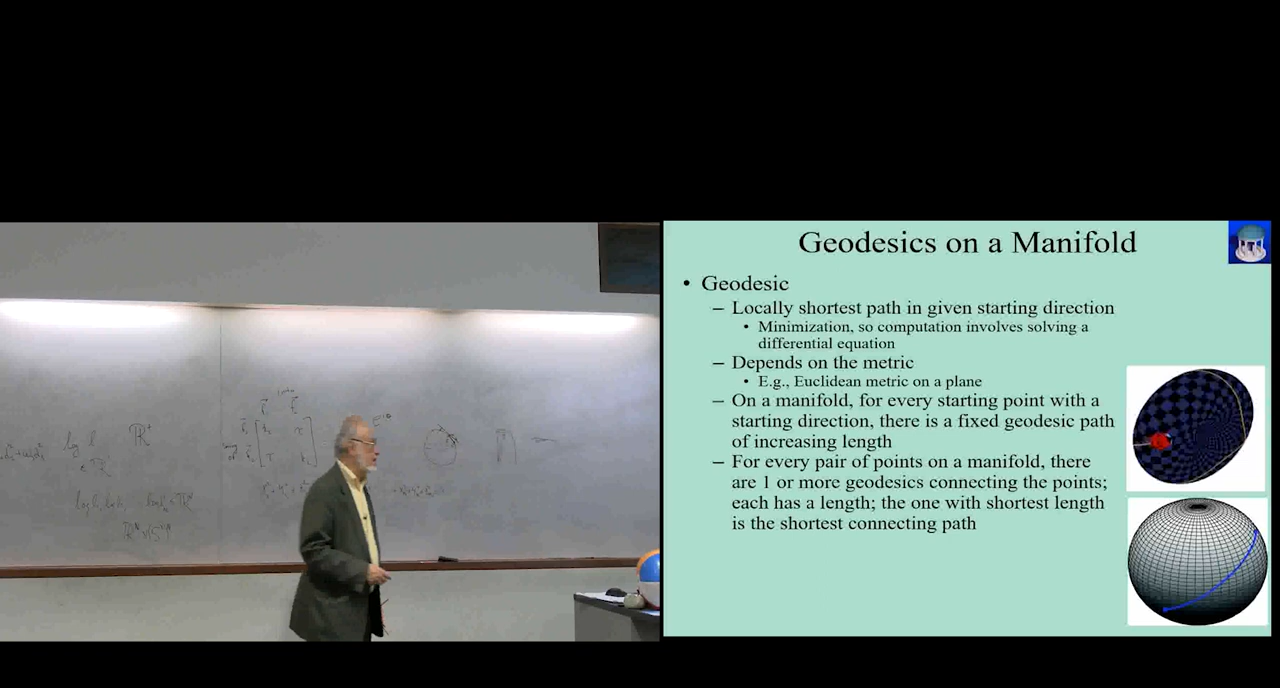 Geodesics on a Manifold
• Geodesic
– Locally shortest path in given starting direction
• Minimization, so computation involves solving a
differential equation
– Depends on the metric
• E.g., Euclidean metric on a plane
– On a manifold, for every starting point with a
starting direction, there is a fixed geodesic path
of increasing length
– For every pair of points on a manifold, there
are 1 or more geodesics connecting the points;
each has a length; the one with shortest length
is the shortest connecting path